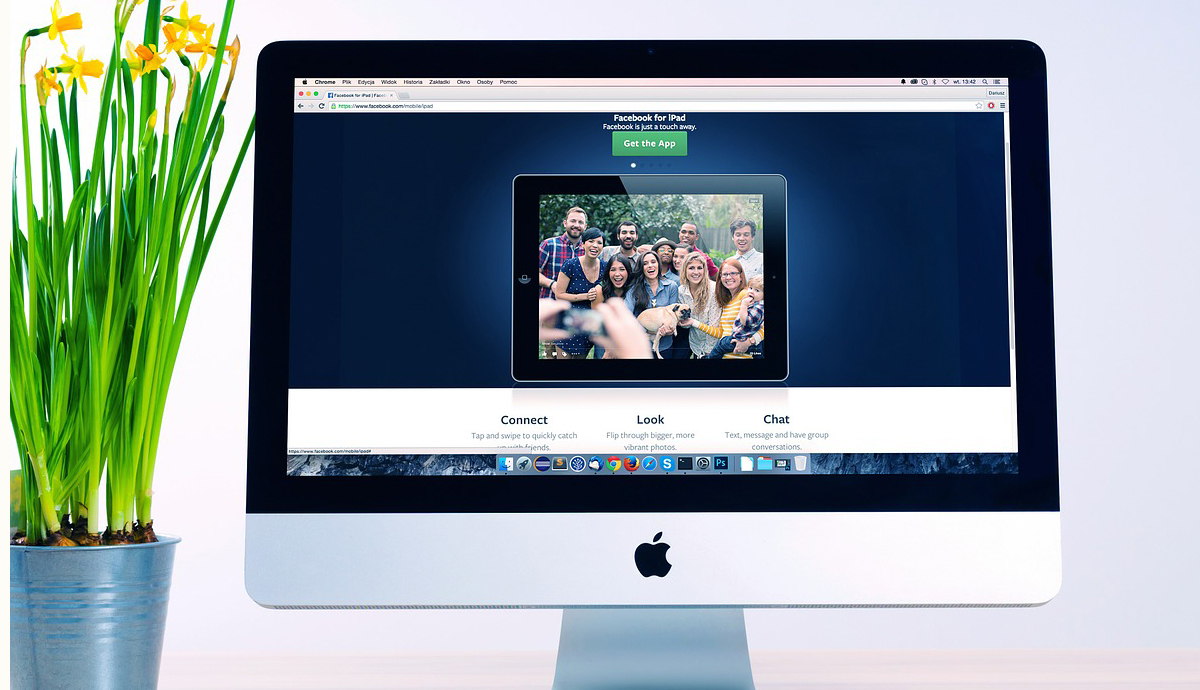 Chrome Plik Edycja Widok Historia Zakładki Okno Osoby Pomoc
wt. 13:42
Facebook for iPad | Faceb
Dariusz
https://www.facebook.com/mobile/ipad
Facebook for iPad
Facebook is just a touch away.
Get the App
Connect
Tap and swipe to quickly catch
up with friends.
Look
Flip through bigger, more
vibrant photos.
Chat
Text, message and have group
conversations.
https://www.facebook.com/mobile/ipad#
Ps